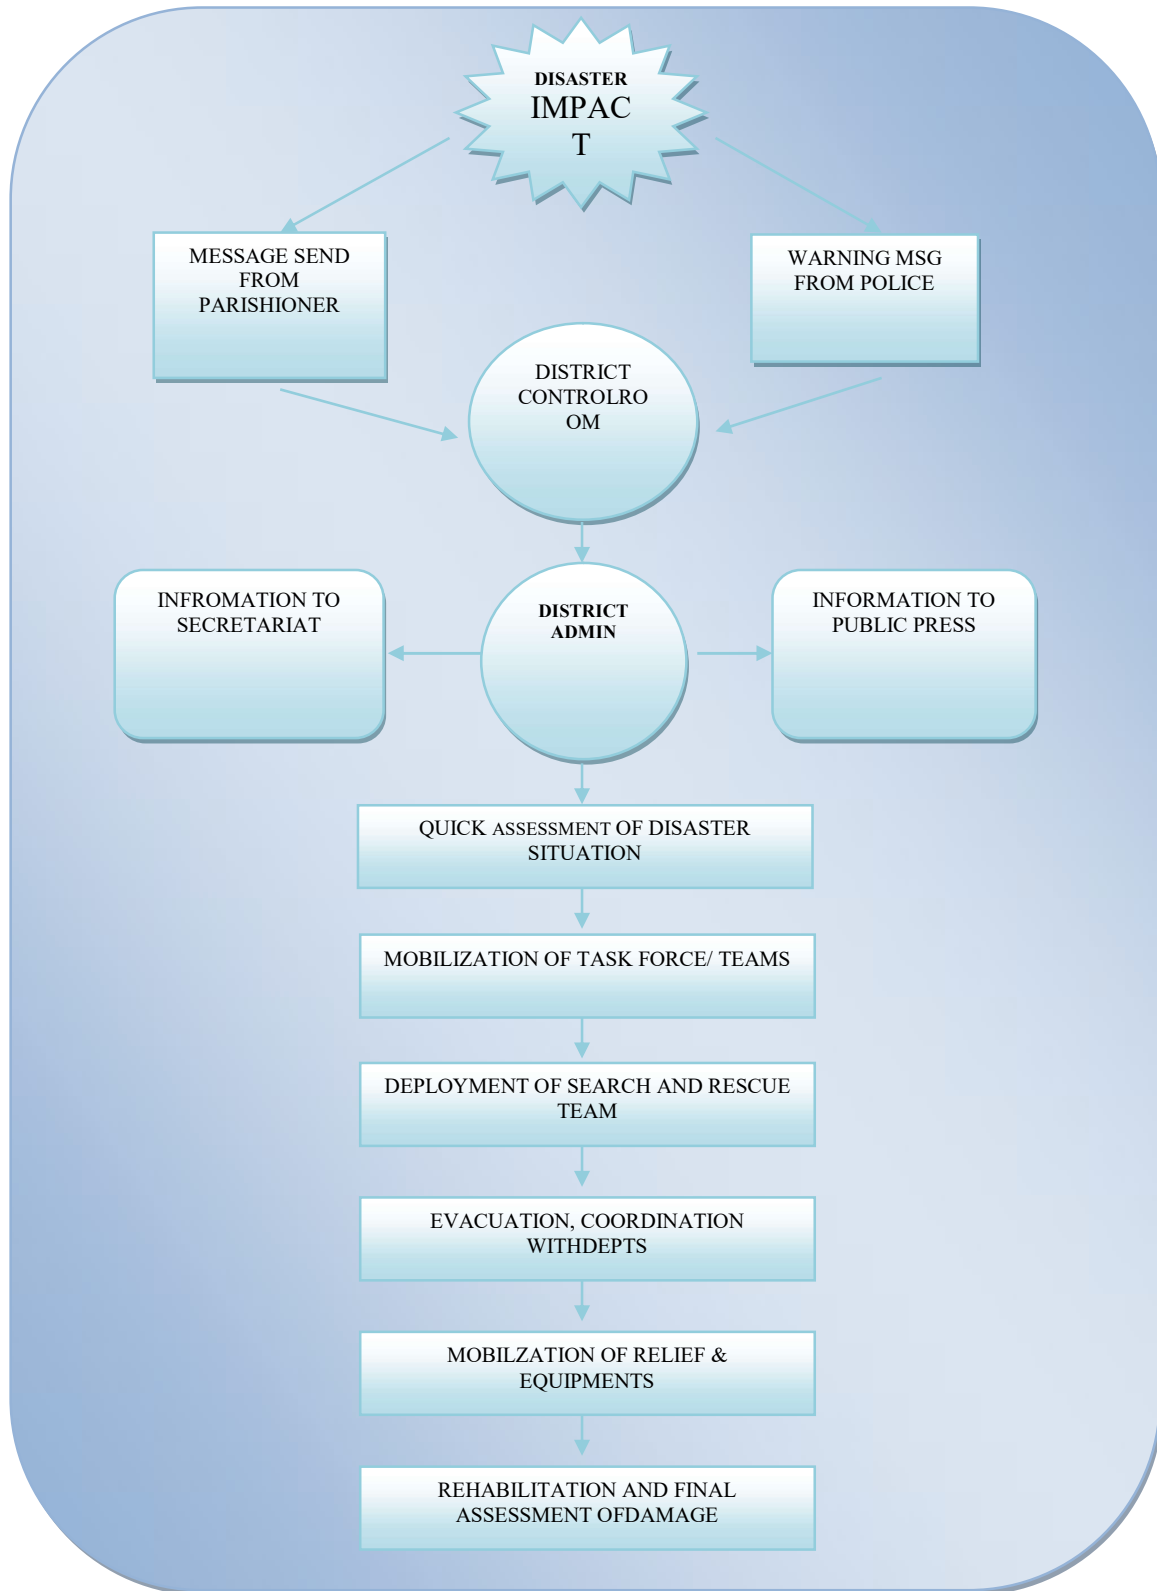 DISASTER
IMPAC
T
MESSAGE SEND
FROM
PARISHIONER
WARNING MSG
FROM POLICE
DISTRICT
CONTROLRO
OM
INFROMATION TO
SECRETARIAT
DISTRICT
ADMIN
INFORMATION TO
PUBLIC PRESS
QUICK ASSESSMENT OF DISASTER
SITUATION
MOBILIZATION OF TASK FORCE/ TEAMS
DEPLOYMENT OF SEARCH AND RESCUE
TEAM
EVACUATION, COORDINATION
WITHDEPTS
MOBILZATION OF RELIEF &
EQUIPMENTS
REHABILITATION AND FINAL
ASSESSMENT OFDAMAGE